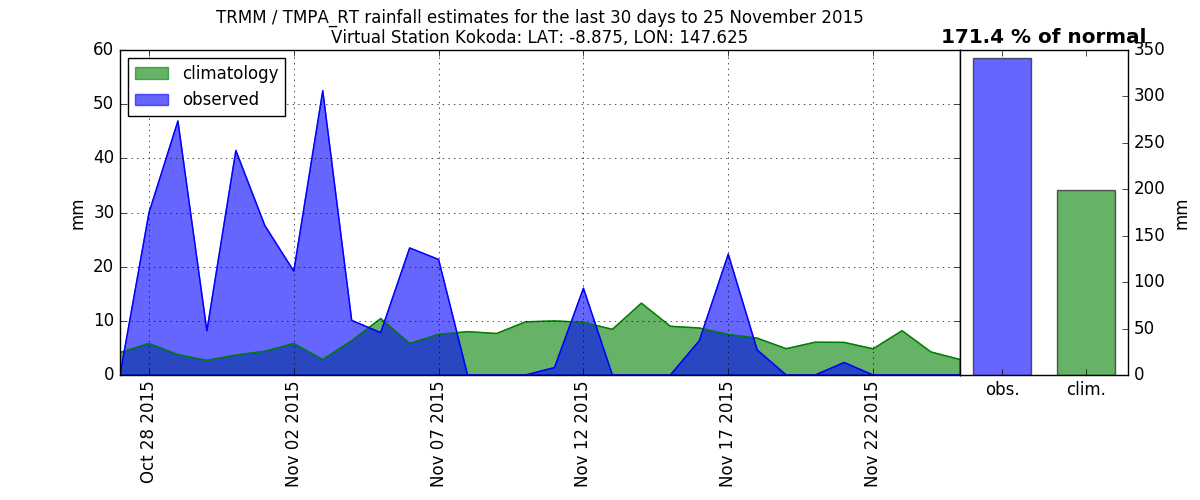 TRMM / TMPA_RT rainfall estimates for the last 30 days to 25 November 2015
Virtual Station Kokoda: LAT: -8.875, LON: 147.625
171.4 % of normal
climatology
observed
60
50
40
30
20
10
0
mm
Oct 28 2015
Nov 02 2015
Nov 07 2015
Nov 12 2015
Nov 17 2015
Nov 22 2015
350
300
250
200
150
100
50
0
mm
obs.
clim.